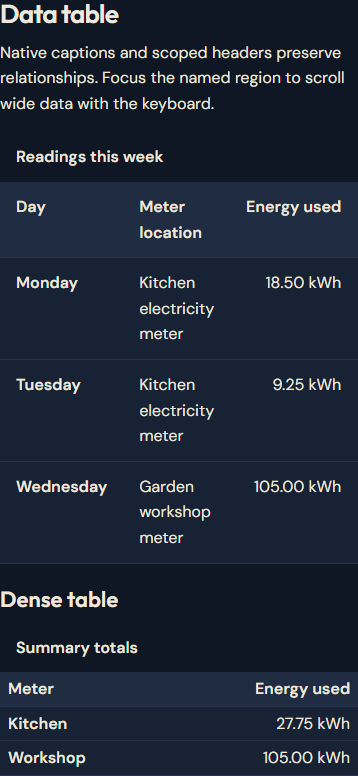 Data table
Native captions and scoped headers preserve
relationships. Focus the named region to scroll
wide data with the keyboard.
Readings this week
Day Meter location Energy used
Monday Kitchen electricity meter 18.50 kWh
Tuesday Kitchen electricity meter 9.25 kWh
Wednesday Garden workshop meter 105.00 kWh
Dense table
Summary totals
Meter Energy used
Kitchen 27.75 kWh
Workshop 105.00 kWh